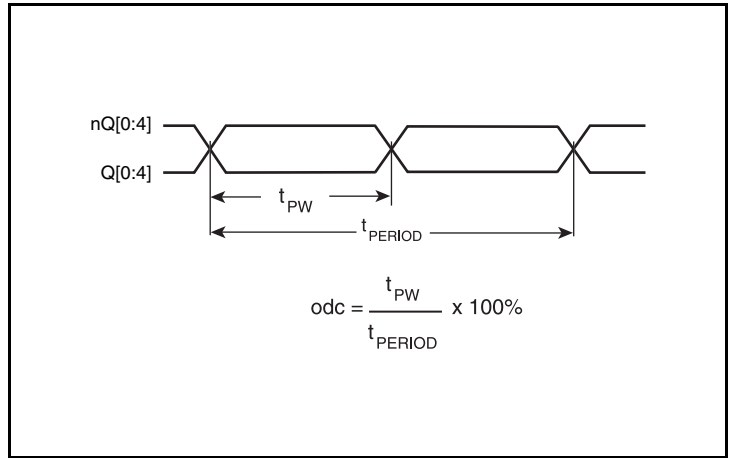 nQ[0:4]
Q[0:4]
tPW
tPERIOD
tPW
odc = x 100%
tPERIOD